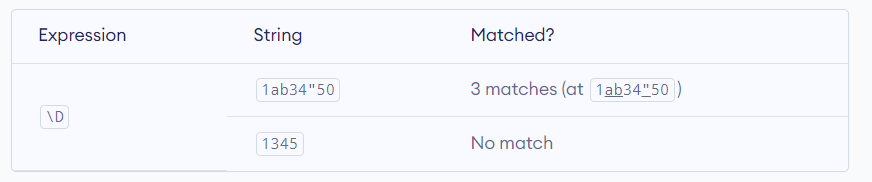 Expression String Matched?
1ab34"50 3 matches (at 1ab34"50)
\D
1345 No match